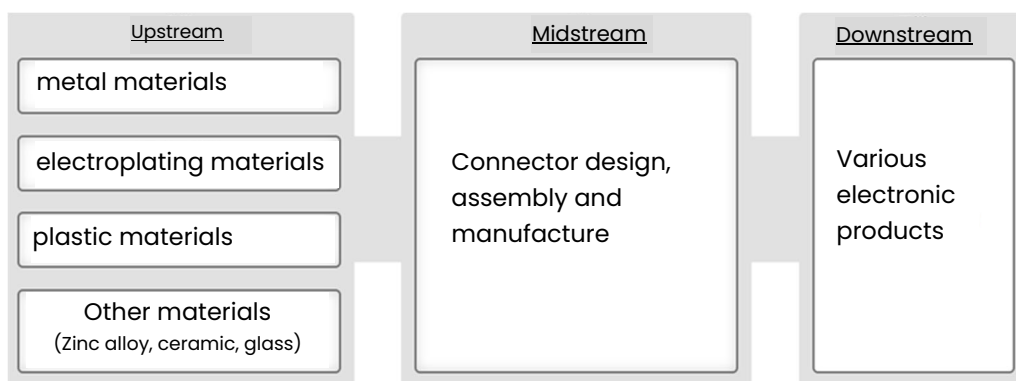 Upstream
metal materials
electroplating materials
plastic materials
Other materials
(Zinc alloy, ceramic, glass)
Midstream
Connector design,
assembly and
manufacture
Downstream
Various
electronic
products